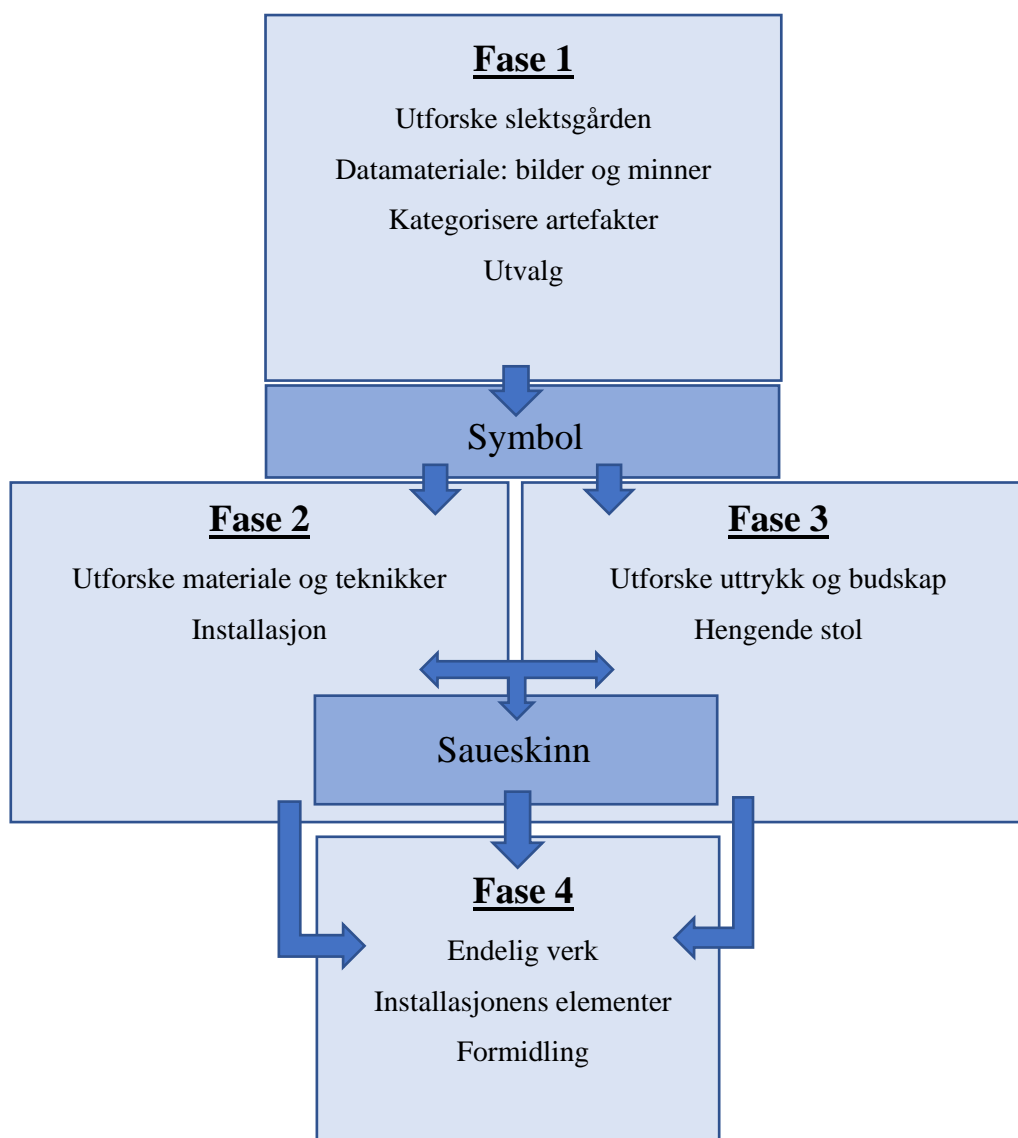 Fase 1
Utforske slektsgården
Datamateriale: bilder og minner
Kategorisere artefakter
Utvalg
Symbol
Fase 2
Utforske materiale og teknikker
Installasjon
Fase 3
Utforske uttrykk og budskap
Hengende stol
Saueskinn
Fase 4
Endelig verk
Installasjonens elementer
Formidling